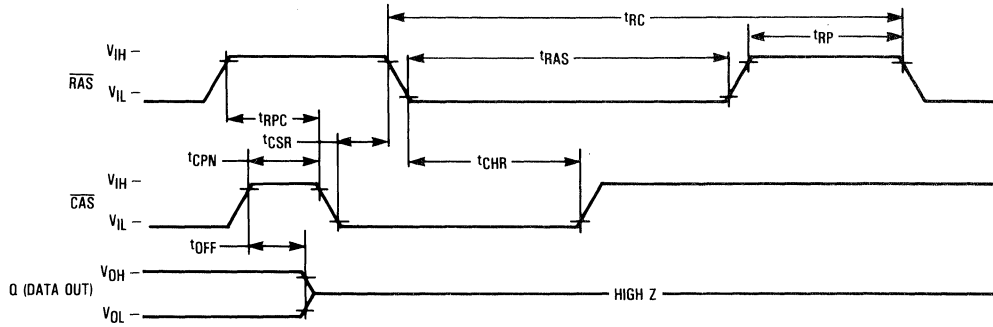 tRC
tRP
VIH
tRAS
RAS
VIL
tRPC
tCSR
tCPN
tCHR
VIH
CAS
VIL
tOFF
VOH
Q (DATA OUT)
HIGH Z
VOL